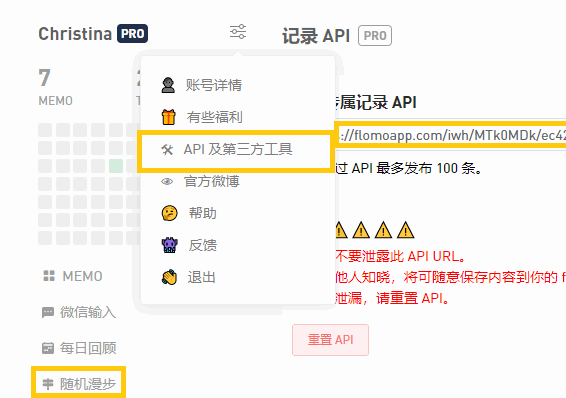 Christina PRO
7
MEMO
账号详情
有些福利
API 及第三方工具
官方微博
帮助
反馈
退出
MEMO
微信输入
每日回顾
随机漫步
记录 API PRO
专属记录 API
://flomoapp.com/iwh/MTk0MDk/ec42
过 API 最多发布 100 条。
不要泄露此 API URL。
他人知晓，将可随意保存内容到你的 f
泄漏，请重置 API。
重置 API